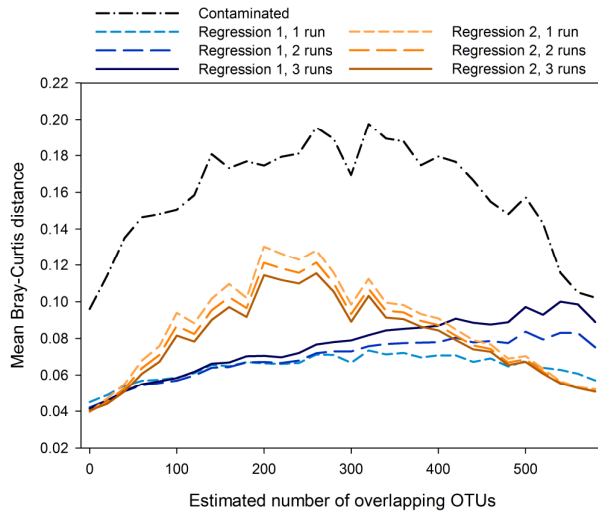 Contaminated
Regression 1, 1 run
Regression 2, 1 run
Regression 1, 2 runs
Regression 2, 2 runs
Regression 1, 3 runs
Regression 2, 3 runs
0.22
0.20
0.18
0.16
0.14
0.12
0.10
0.08
0.06
0.04
0.02
Mean Bray-Curtis distance
0
100
200
300
400
500
Estimated number of overlapping OTUs